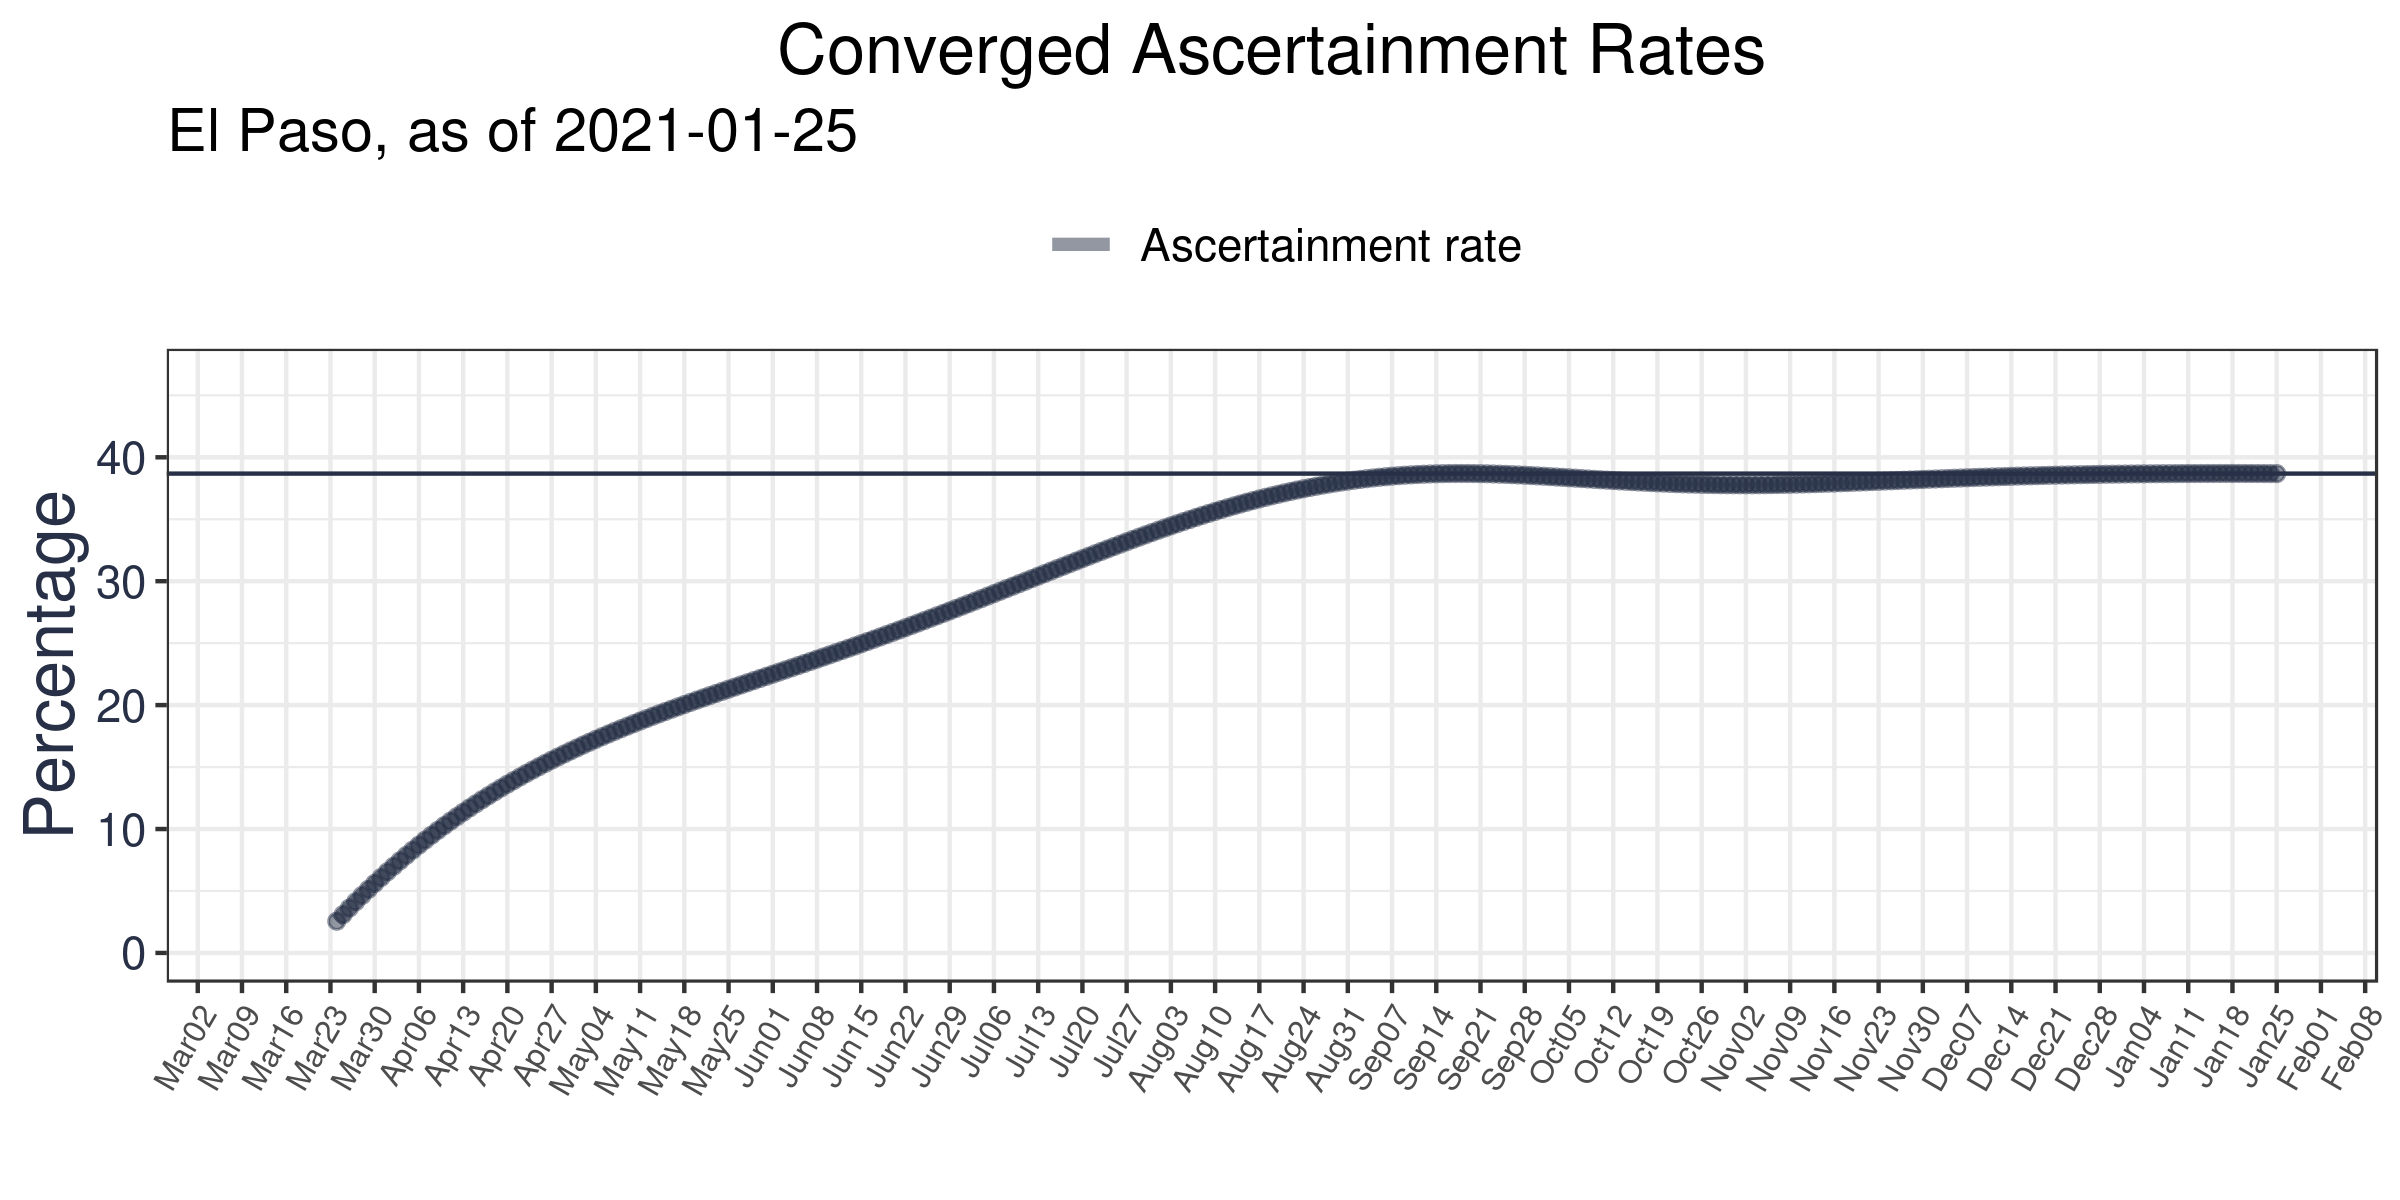 Converged Ascertainment Rates
El Paso, as of 2021-01-25
Ascertainment rate
Percentage
40
30
20
10
0
Mar02 Mar09 Mar16 Mar23 Mar30 Apr06 Apr13 Apr20 Apr27 May04 May11 May18 May25 Jun01 Jun08 Jun15 Jun22 Jun29 Jul06 Jul13 Jul20 Jul27 Aug03 Aug10 Aug17 Aug24 Aug31 Sep07 Sep14 Sep21 Sep28 Oct05 Oct12 Oct19 Oct26 Nov02 Nov09 Nov16 Nov23 Nov30 Dec07 Dec14 Dec21 Dec28 Jan04 Jan11 Jan18 Jan25 Feb01 Feb08